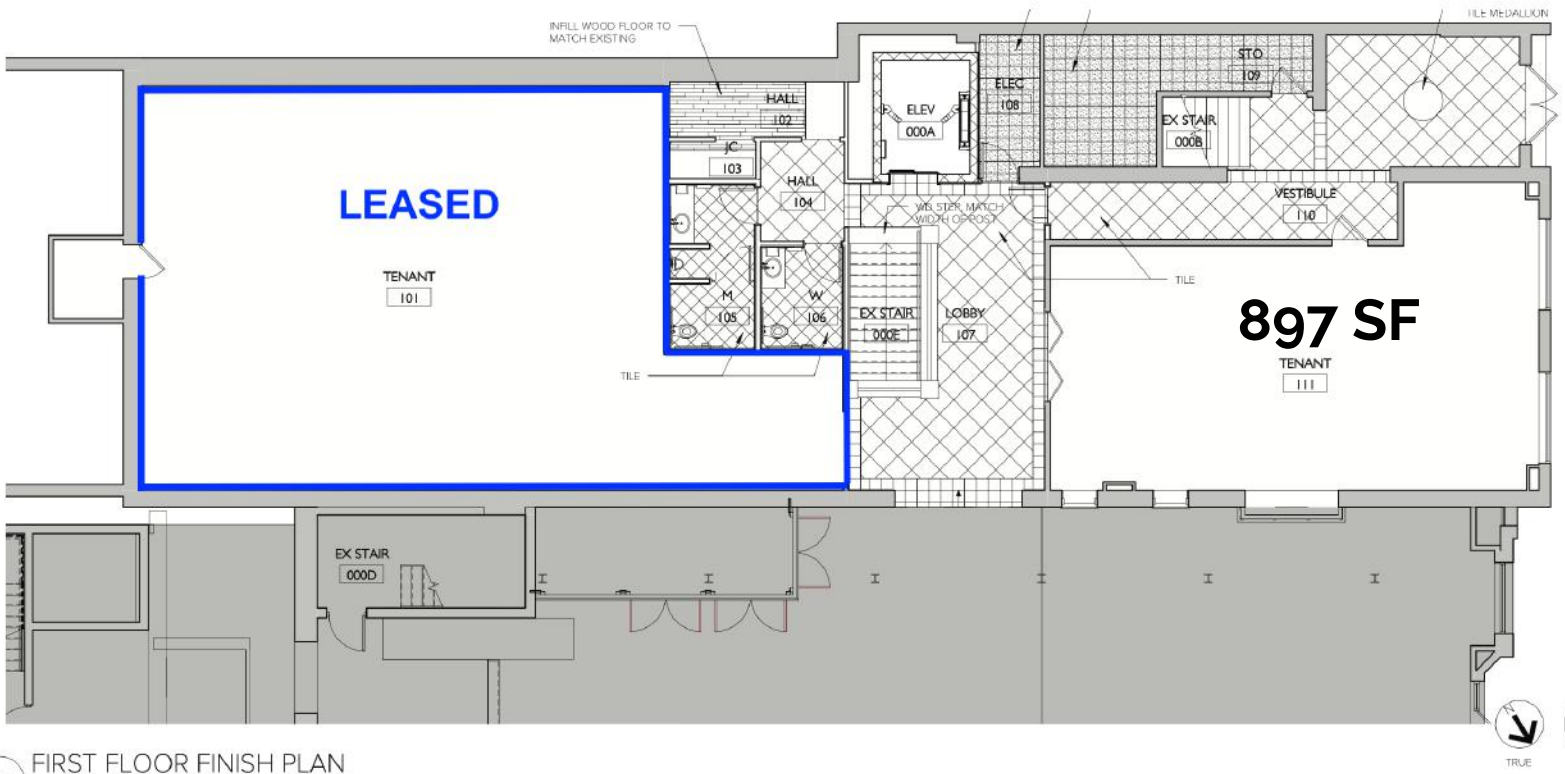 INFILL WOOD FLOOR TO
MATCH EXISTING
TILE MEDALLION
HALL
102
ELEV
000A
ELEC
108
STO
109
EX STAIR
000B
JC
103
HALL
104
LEASED
WD STEP, MATCH
WIDTH OF POST
VESTIBULE
110
TENANT
101
TILE
M
105
W
106
EX STAIR
000E
LOBBY
107
897 SF
TENANT
111
TILE
EX STAIR
000D
N
TRUE
FIRST FLOOR FINISH PLAN